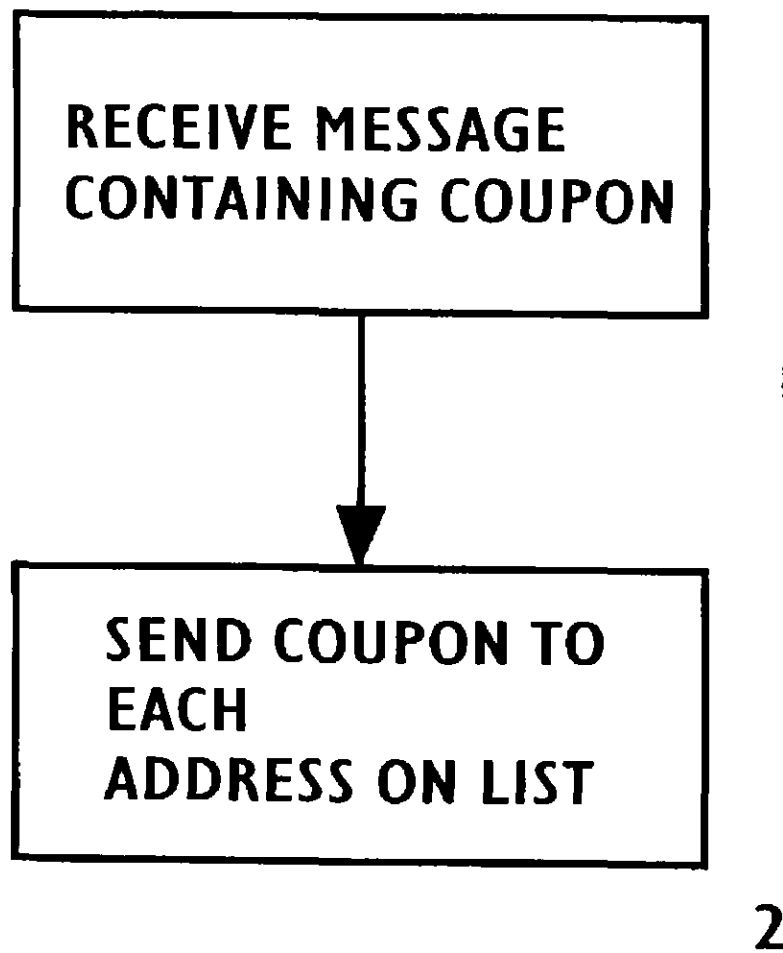 RECEIVE MESSAGE
CONTAINING COUPON
SEND COUPON TO
EACH
ADDRESS ON LIST
2